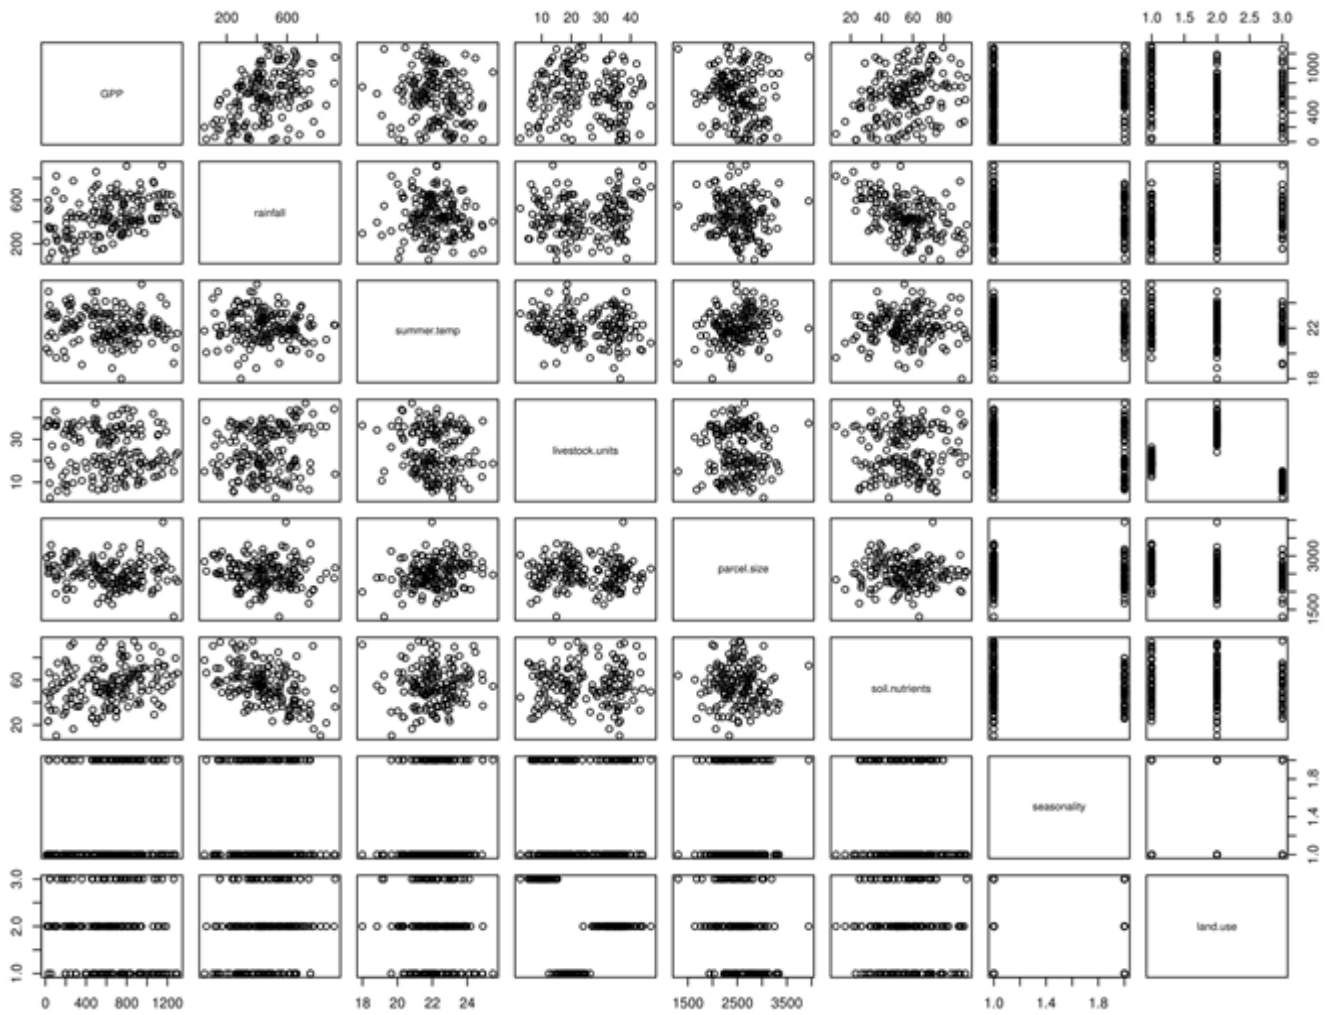 200 600
10 20 30 40
20 40 60 80
1.0 1.5 2.0 2.5 3.0
GPP
0 400 1000
200 600
rainfall
summer.temp
18 22
10 30
livestock.units
parcel.size
1500 3000
20 60
soil.nutrients
seasonality
1.0 1.4 1.8
1.0 2.0 3.0
land.use
0 400 800 1200
18 20 22 24
1500 2500 3500
1.0 1.4 1.8